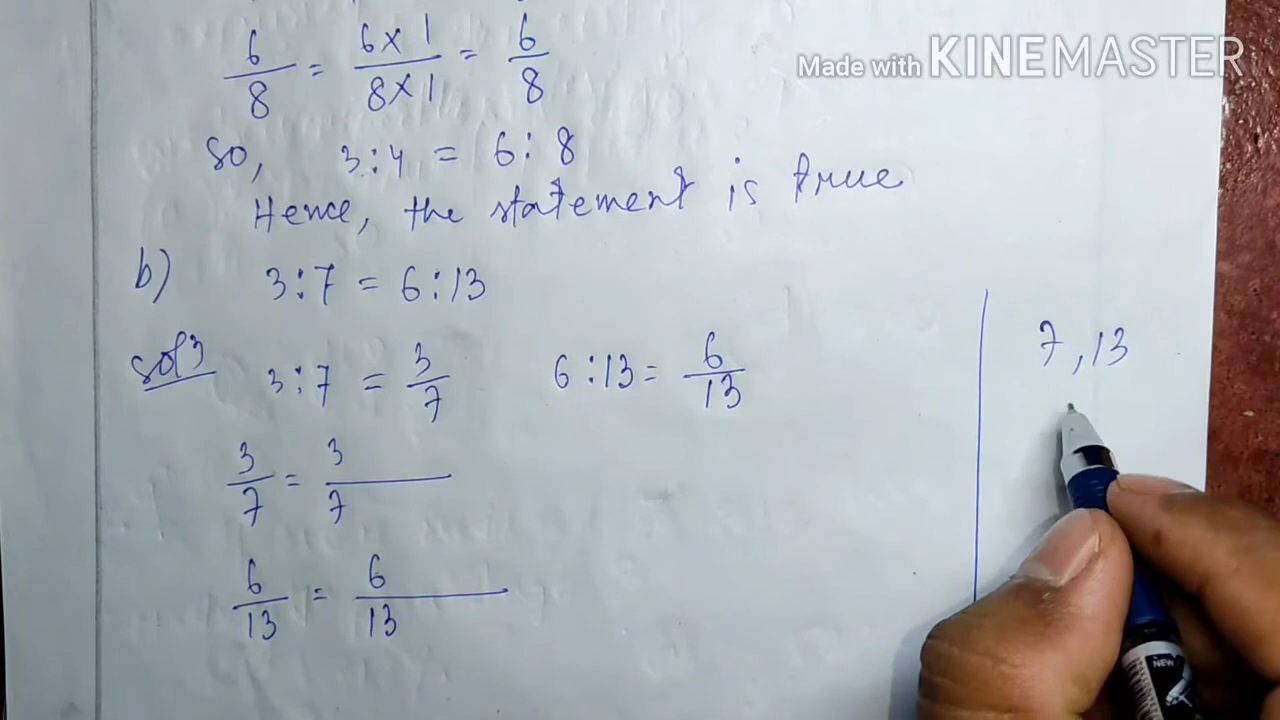 Made with KINEMASTER
6/8 = 6×1/8×1 = 6/8
So, 3:4 = 6:8
Hence, the statement is true
b) 3:7 = 6:13
3:7 = 3/7 6:13 = 6/13
7, 13
3/7 = 3/7
6/13 = 6/13
NEW